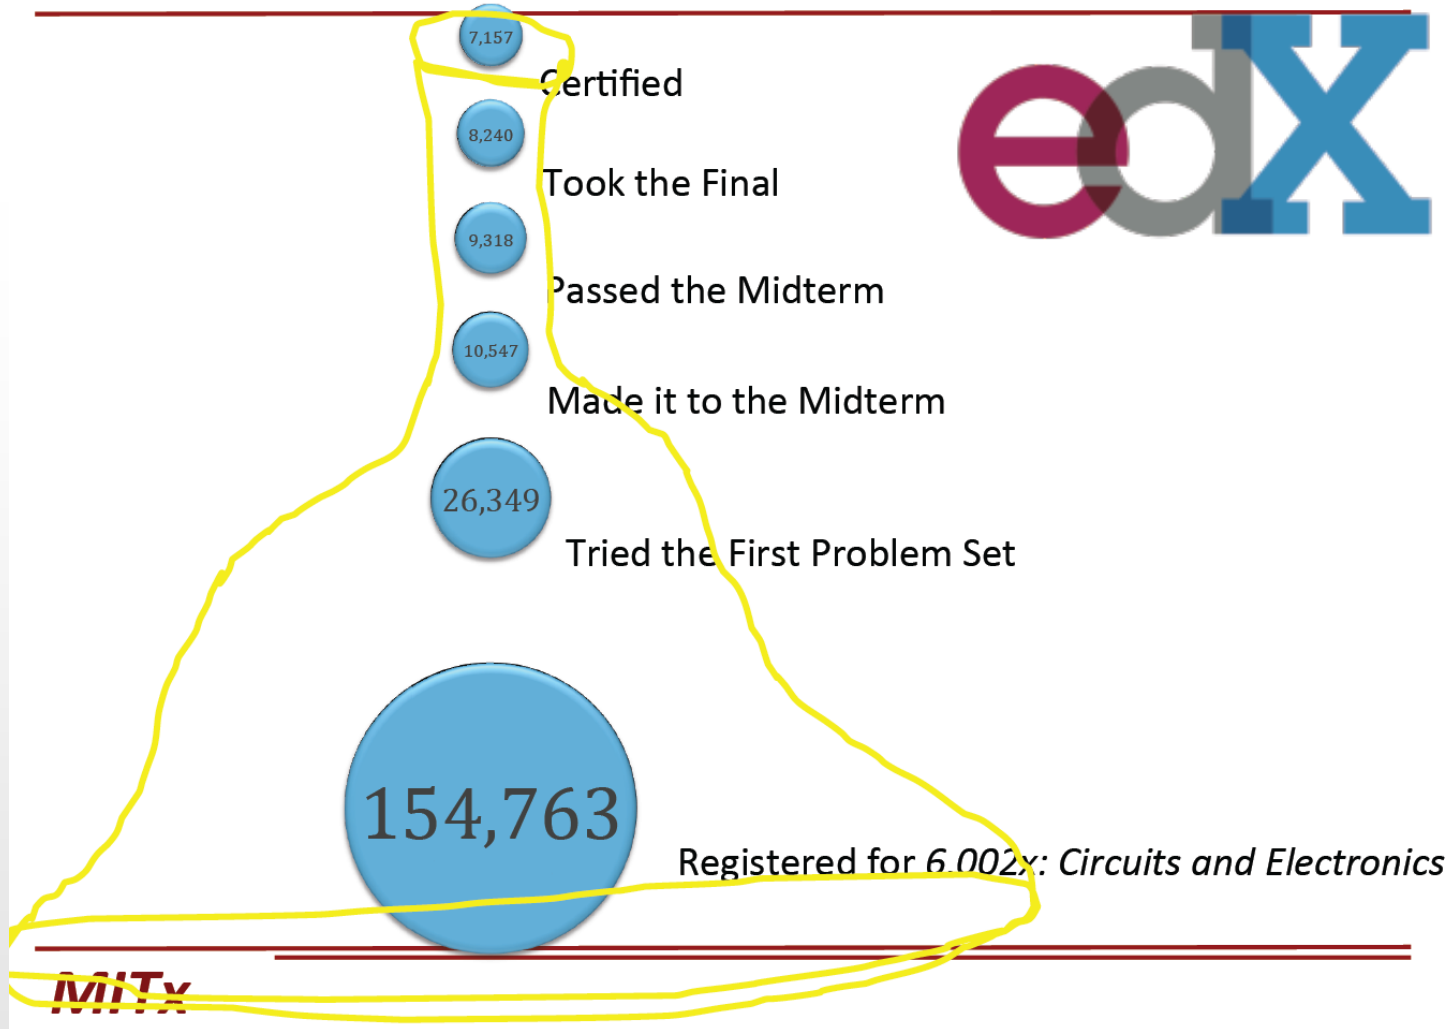 7,157
Certified
edX
8,240
Took the Final
9,318
Passed the Midterm
10,547
Made it to the Midterm
26,349
Tried the First Problem Set
154,763
Registered for 6.002x: Circuits and Electronics
MITx